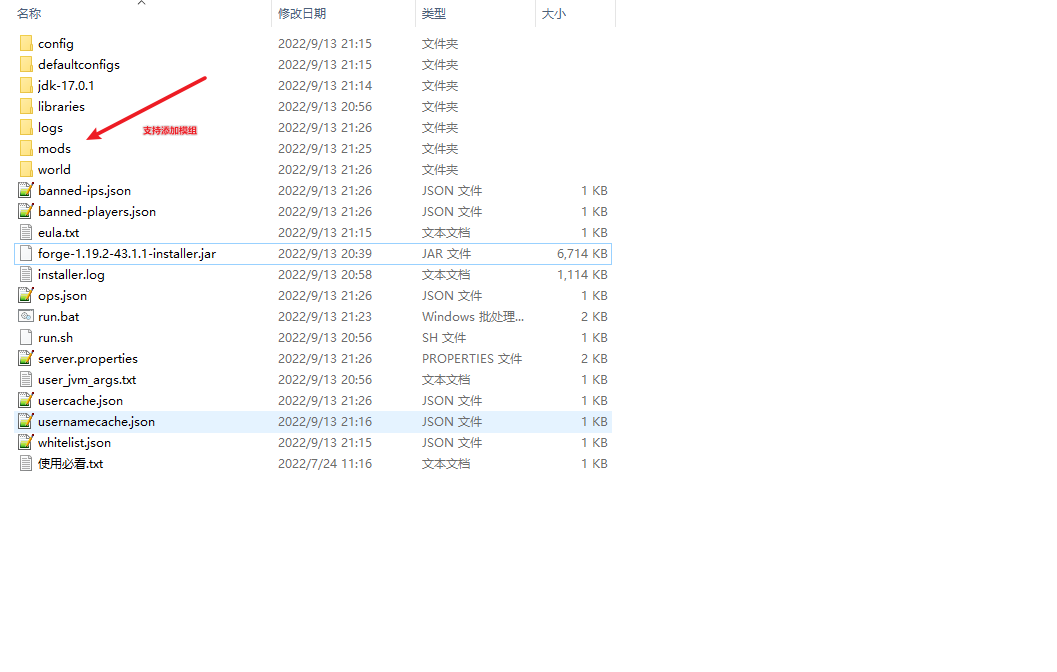 名称 修改日期 类型 大小
config 2022/9/13 21:15 文件夹
defaultconfigs 2022/9/13 21:15 文件夹
jdk-17.0.1 2022/9/13 21:14 文件夹
libraries 2022/9/13 20:56 文件夹
logs 2022/9/13 21:26 文件夹
支持添加模组
mods 2022/9/13 21:25 文件夹
world 2022/9/13 21:26 文件夹
banned-ips.json 2022/9/13 21:26 JSON 文件 1 KB
banned-players.json 2022/9/13 21:26 JSON 文件 1 KB
eula.txt 2022/9/13 21:15 文本文档 1 KB
forge-1.19.2-43.1.1-installer.jar 2022/9/13 20:39 JAR 文件 6,714 KB
installer.log 2022/9/13 20:58 文本文档 1,114 KB
ops.json 2022/9/13 21:26 JSON 文件 1 KB
run.bat 2022/9/13 21:23 Windows 批处理... 2 KB
run.sh 2022/9/13 20:56 SH 文件 1 KB
server.properties 2022/9/13 21:26 PROPERTIES 文件 2 KB
user_jvm_args.txt 2022/9/13 20:56 文本文档 1 KB
usercache.json 2022/9/13 21:26 JSON 文件 1 KB
usernamecache.json 2022/9/13 21:16 JSON 文件 1 KB
whitelist.json 2022/9/13 21:15 JSON 文件 1 KB
使用必看.txt 2022/7/24 11:16 文本文档 1 KB